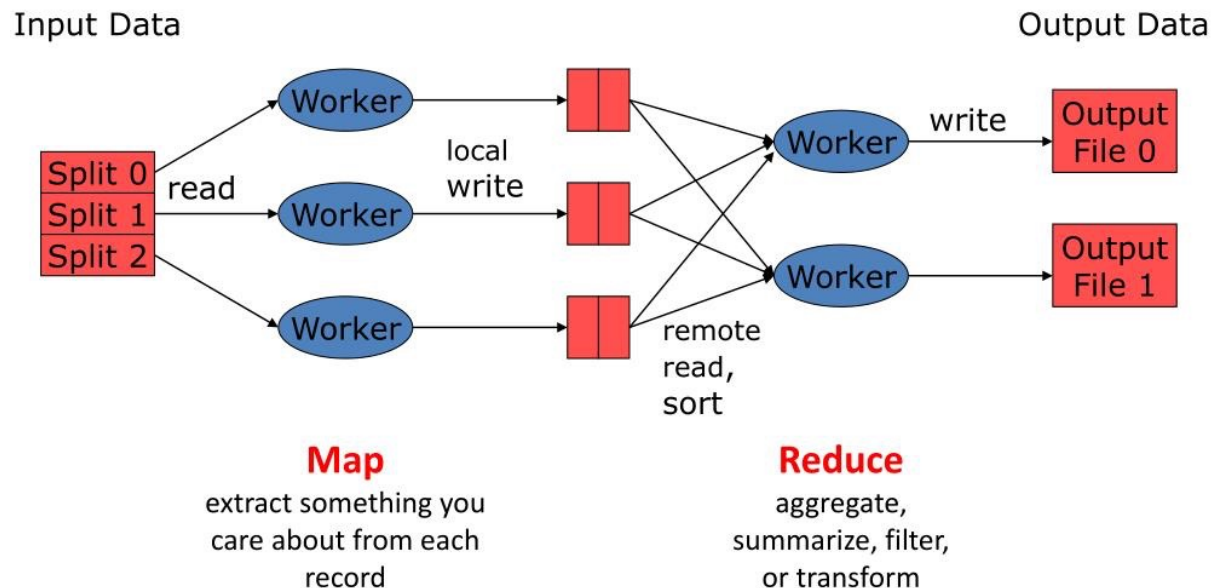 Input Data
Output Data
Worker
Worker
write
Output
File 0
local
write
Split 0
read
Split 1
Worker
Split 2
Worker
Output
File 1
Worker
remote
read,
sort
Map
extract something you
care about from each
record
Reduce
aggregate,
summarize, filter,
or transform